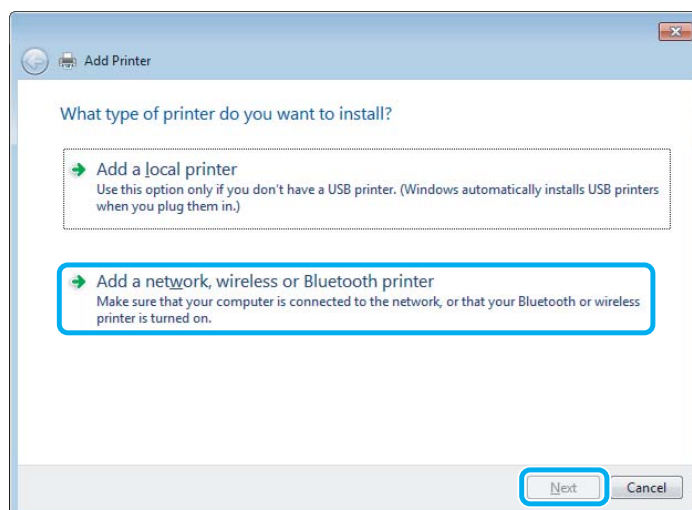 Add Printer
What type of printer do you want to install?
Add a local printer
Use this option only if you don't have a USB printer. (Windows automatically installs USB printers
when you plug them in.)
Add a network, wireless or Bluetooth printer
Make sure that your computer is connected to the network, or that your Bluetooth or wireless
printer is turned on.
Next Cancel